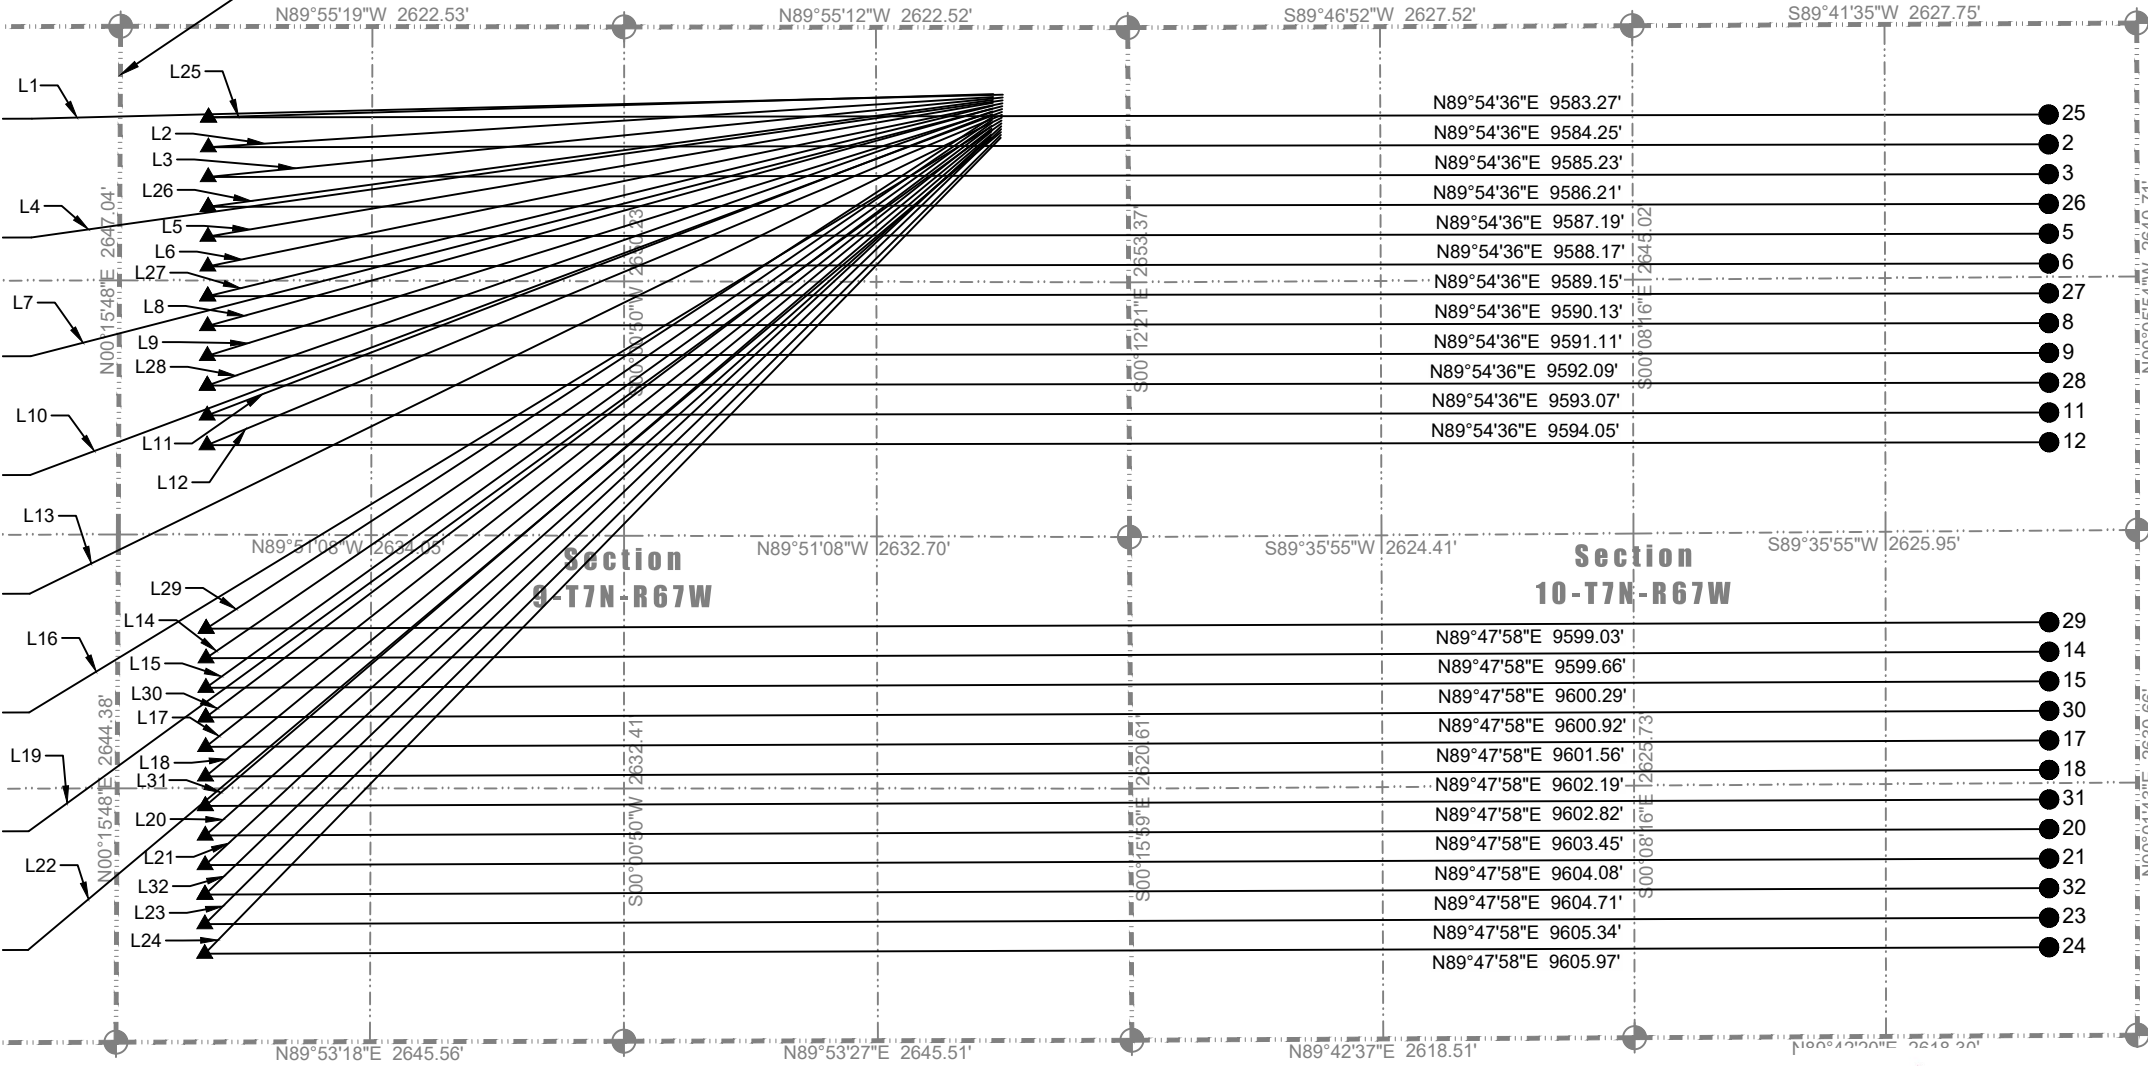 N89°55'19"W 2622.53'
N89°55'12"W 2622.52'
S89°46'52"W 2627.52'
S89°41'35"W 2627.75'
L25
L1
N89°54'36"E 9583.27'
25
L2
N89°54'36"E 9584.25'
2
L3
N89°54'36"E 9585.23'
3
L26
N89°54'36"E 9586.21'
26
L4
L5
N89°54'36"E 9587.19'
5
L6
N89°54'36"E 9588.17'
6
L27
N89°54'36"E 9589.15'
27
L7
L8
N89°54'36"E 9590.13'
8
L9
N89°54'36"E 9591.11'
9
L28
N89°54'36"E 9592.09'
28
L10
N89°54'36"E 9593.07'
11
L11
N89°54'36"E 9594.05'
12
L12
L13
N00°15'48"E 2647.04'
S00°00'50"W
S00°12'21"E 2653.37'
S00°08'16"E 2645.02'
N89°51'08"W 2634.05'
N89°51'08"W 2632.70'
S89°35'55"W 2624.41'
S89°35'55"W 2625.95'
Section
9-T7N-R67W
Section
10-T7N-R67W
L29
29
L14
N89°47'58"E 9599.03'
14
L16
L15
N89°47'58"E 9599.66'
15
L30
N89°47'58"E 9600.29'
30
L17
N89°47'58"E 9600.92'
17
L19
L18
N89°47'58"E 9601.56'
18
L31
N89°47'58"E 9602.19'
31
L20
N89°47'58"E 9602.82'
20
L21
N89°47'58"E 9603.45'
21
L22
L32
N89°47'58"E 9604.08'
32
L23
N89°47'58"E 9604.71'
23
L24
N89°47'58"E 9605.34'
24
N89°47'58"E 9605.97'
N00°15'48"E 2644.38'
S00°00'50"W 2632.41
S00°15'59"E 2620.61'
S00°08'16"E 2625.73'
N89°53'18"E 2645.56'
N89°53'27"E 2645.51'
N89°42'37"E 2618.51'